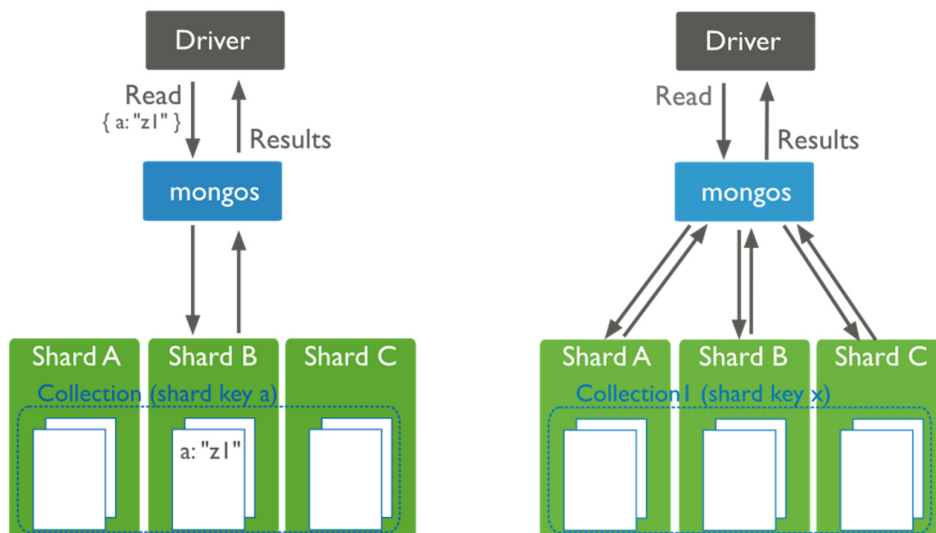 Driver
Read
{ a: "z1" }
Results
mongos
Shard A
Shard B
Shard C
Collection (shard key a)
a: "z1"
Driver
Read
Results
mongos
Shard A
Shard B
Shard C
Collection1 (shard key x)